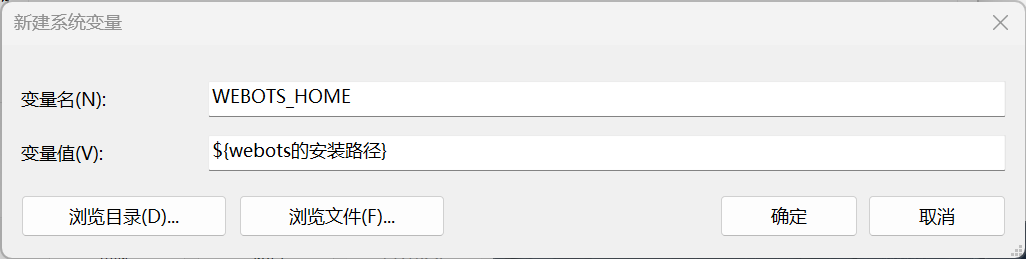 新建系统变量
变量名(N): WEBOTS_HOME
变量值(V): ${webots的安装路径}
浏览目录(D)... 浏览文件(F)... 确定 取消